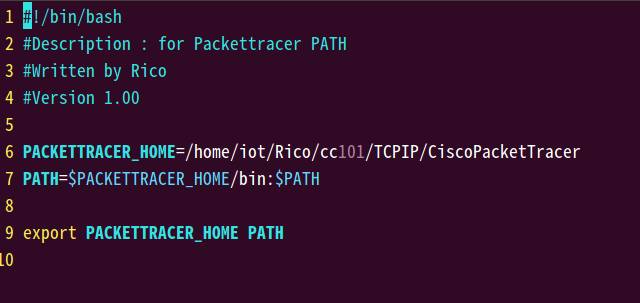 1 #!/bin/bash
2 #Description : for Packettracer PATH
3 #Written by Rico
4 #Version 1.00
5
6 PACKETTRACER_HOME=/home/iot/Rico/cc101/TCPIP/CiscoPacketTracer
7 PATH=$PACKETTRACER_HOME/bin:$PATH
8
9 export PACKETTRACER_HOME PATH
10